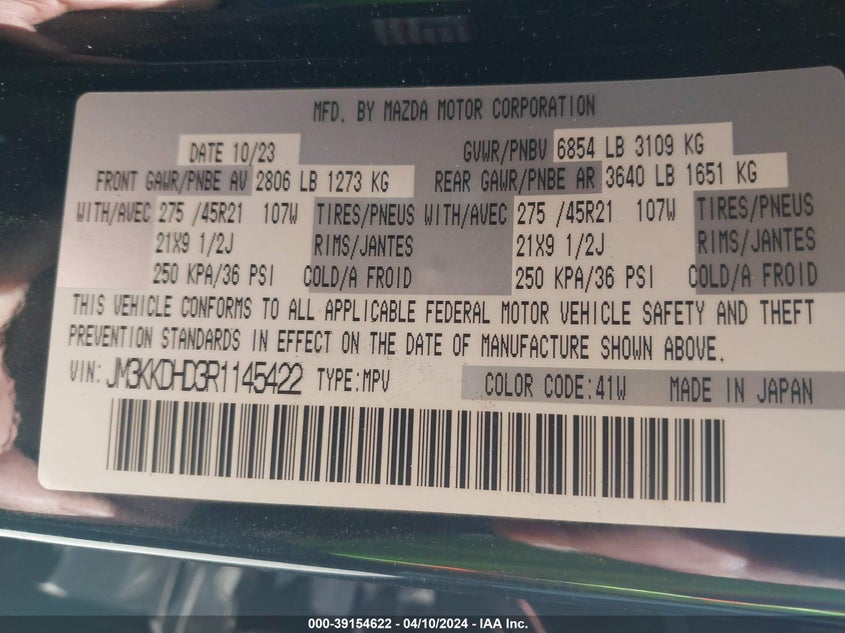 MFD. BY MAZDA MOTOR CORPORATION
DATE 10/23 GVWR/PNBV 6854 LB 3109 KG
FRONT GAWR/PNBE AV 2806 LB 1273 KG REAR GAWR/PNBE AR 3640 LB 1651 KG
WITH/AVEC 275 /45R21 107W TIRES/PNEUS WITH/AVEC 275 /45R21 107W TIRES/PNEUS
21X9 1/2J RIMS/JANTES 21X9 1/2J RIMS/JANTES
250 KPA/36 PSI COLD/A FROID 250 KPA/36 PSI COLD/A FROID
THIS VEHICLE CONFORMS TO ALL APPLICABLE FEDERAL MOTOR VEHICLE SAFETY AND THEFT
PREVENTION STANDARDS IN EFFECT ON THE DATE OF MANUFACTURE SHOWN ABOVE.
VIN: JM3KKDHD3R1145422 TYPE:MPV COLOR CODE:41W MADE IN JAPAN
000-39154622 - 04/10/2024 - IAA Inc.